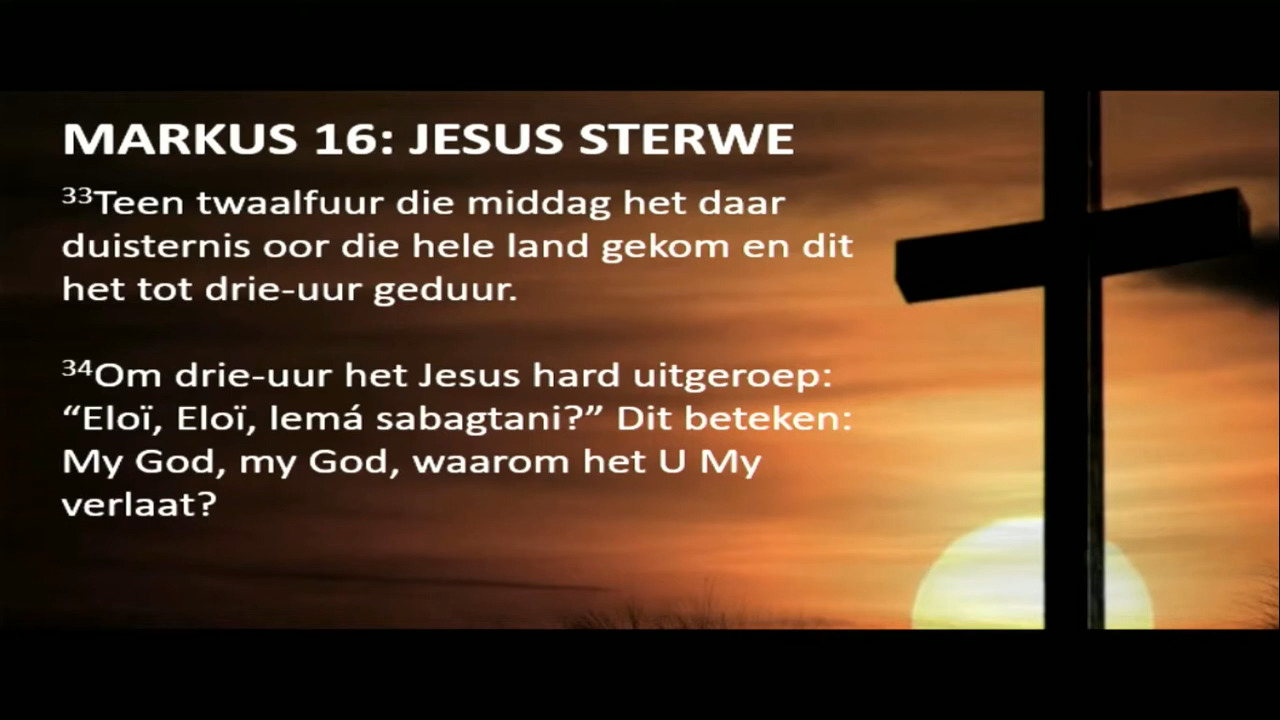 MARKUS 16: JESUS STERWE
³³Teen twaalfuur die middag het daar
duisternis oor die hele land gekom en dit
het tot drie-uur geduur.
³⁴Om drie-uur het Jesus hard uitgeroep:
“Eloï, Eloï, lemá sabagtani?” Dit beteken:
My God, my God, waarom het U My
verlaat?